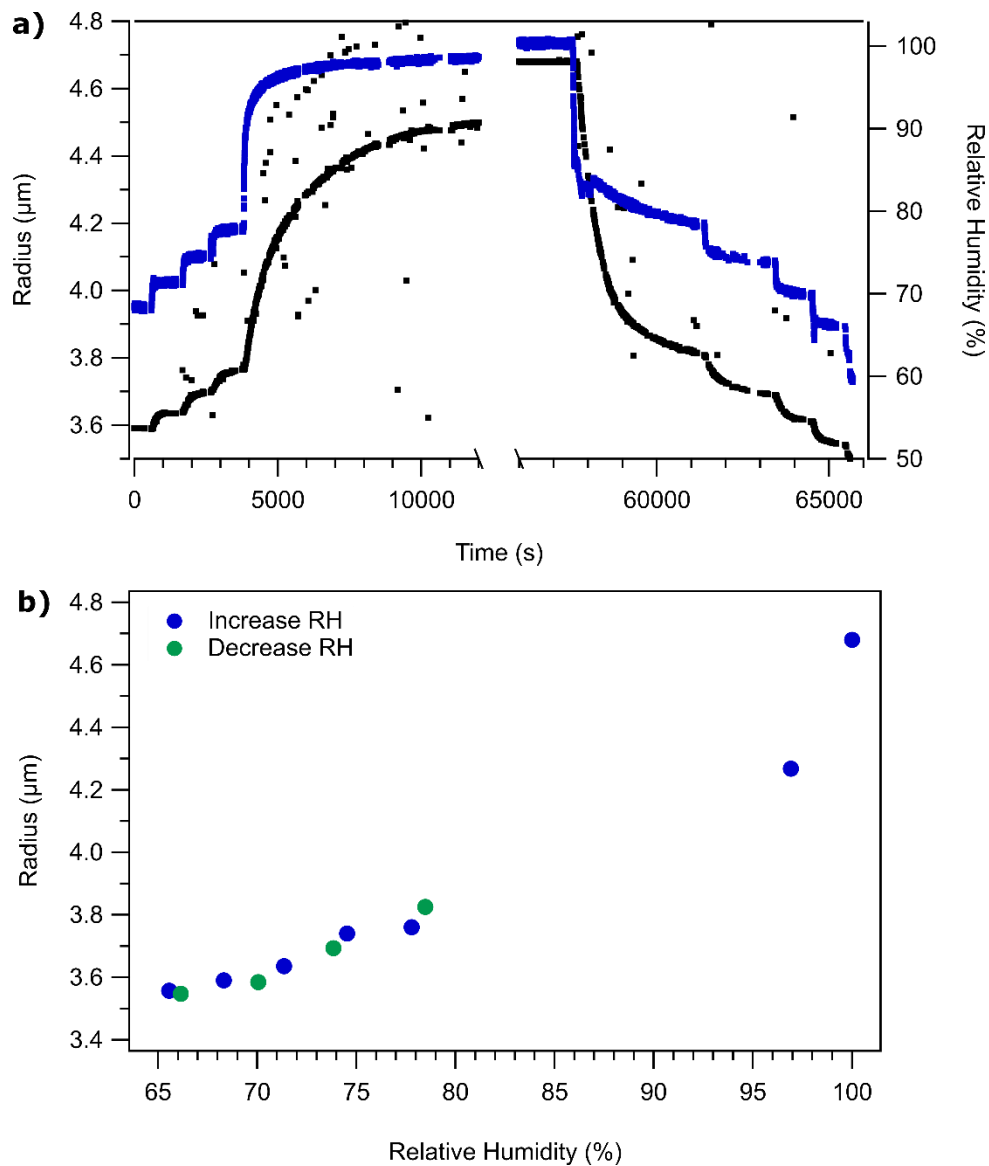 a)
4.8
4.6
4.4
4.2
4.0
3.8
3.6
Radius (µm)
100
90
80
70
60
50
Relative Humidity (%)
0 5000 10000 60000 65000
Time (s)
b)
Increase RH
Decrease RH
4.8
4.6
4.4
4.2
4.0
3.8
3.6
3.4
Radius (µm)
65 70 75 80 85 90 95 100
Relative Humidity (%)